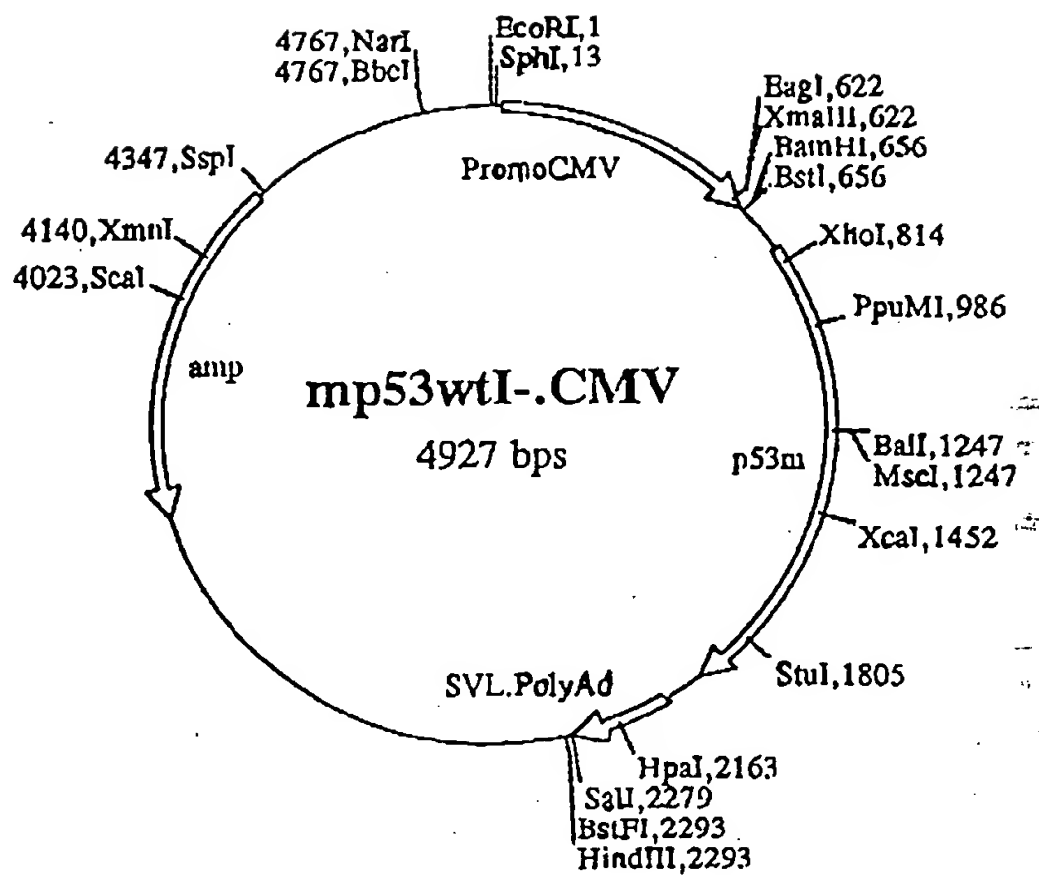 EcoRI,1
SphI,13
4767,NarI
4767,BbcI
EagI,622
XmaIII,622
BamHI,656
BstI,656
PromoCMV
4347,SspI
XhoI,814
4140,XmnI
4023,ScaI
PpuMI,986
amp
mp53wtI-.CMV
4927 bps
p53m
BalI,1247
MscI,1247
XcaI,1452
StuI,1805
SVL.PolyAd
HpaI,2163
SalI,2279
BstFI,2293
HindIII,2293